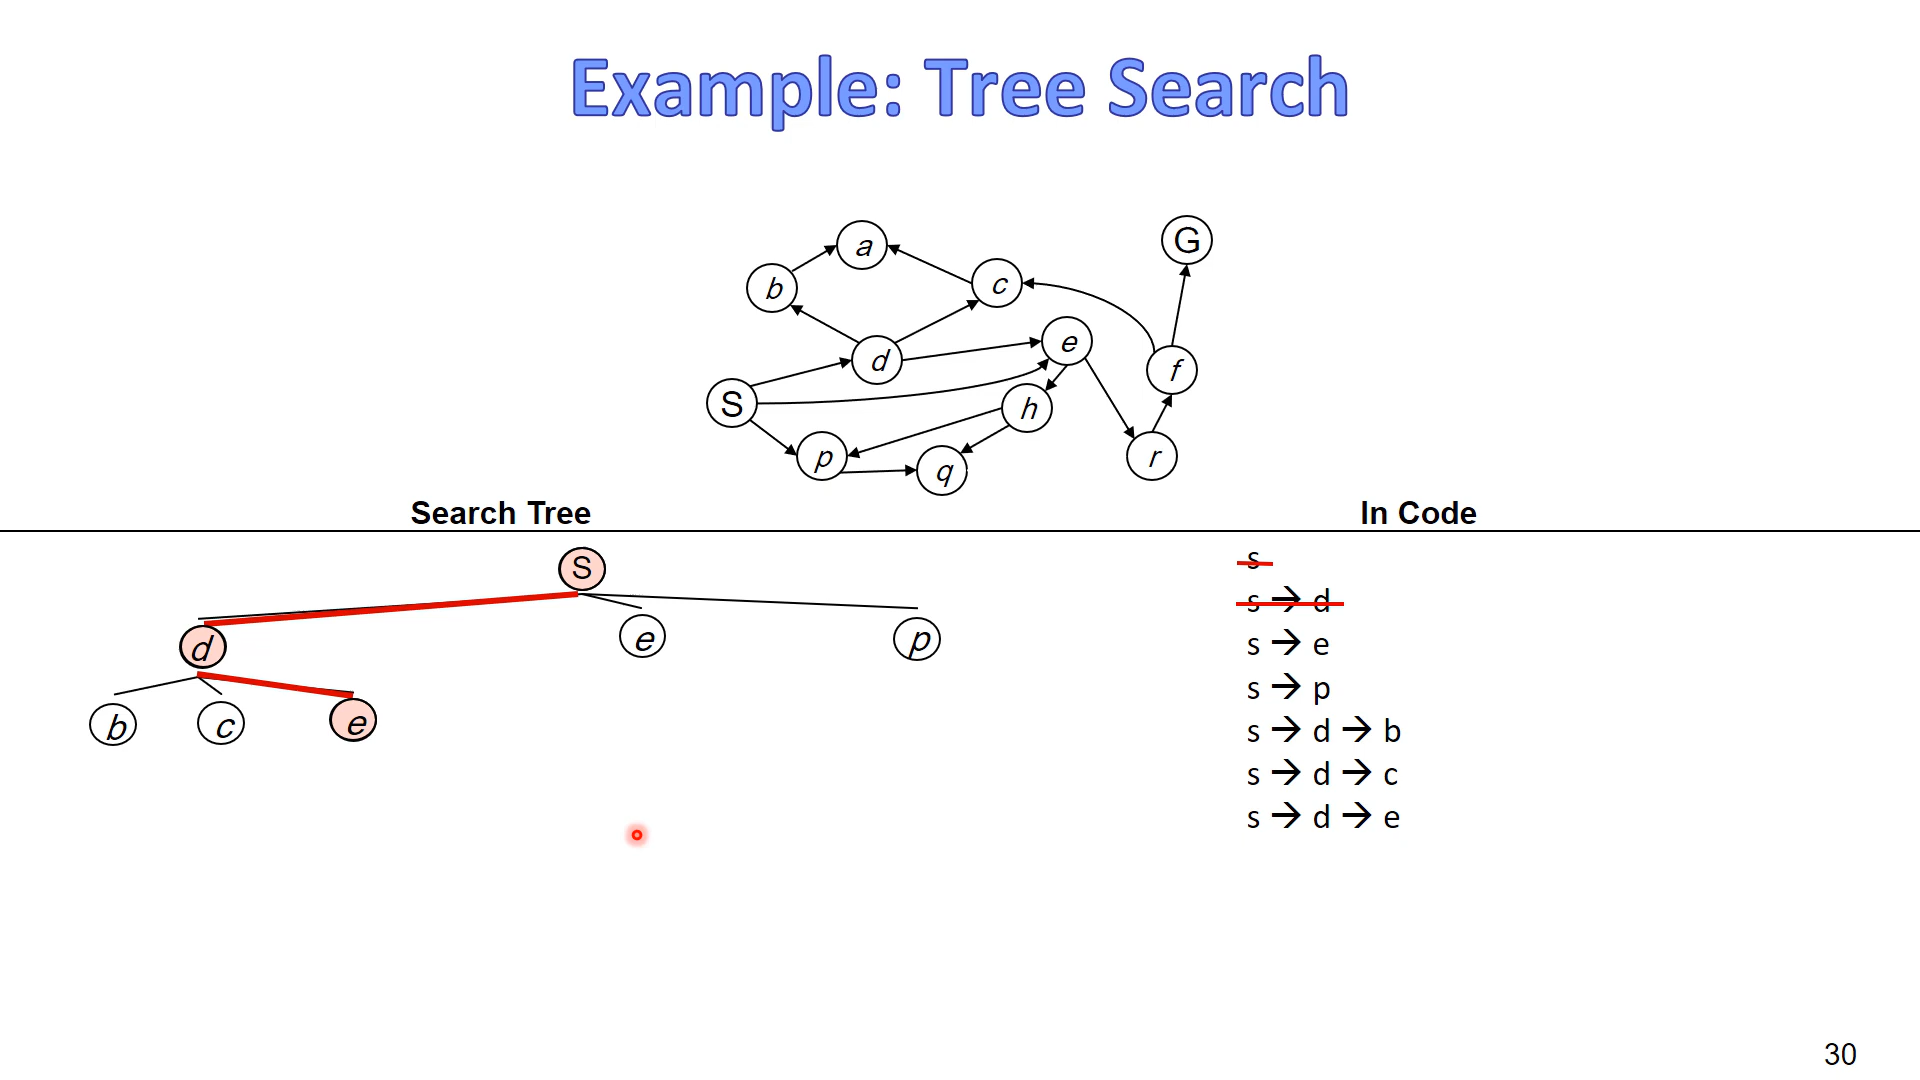 Example: Tree Search
a
G
b
c
e
d
f
S
h
p
q
r
Search Tree
In Code
S
d
e
p
b
c
e
s
s → d
s → e
s → p
s → d → b
s → d → c
s → d → e
30